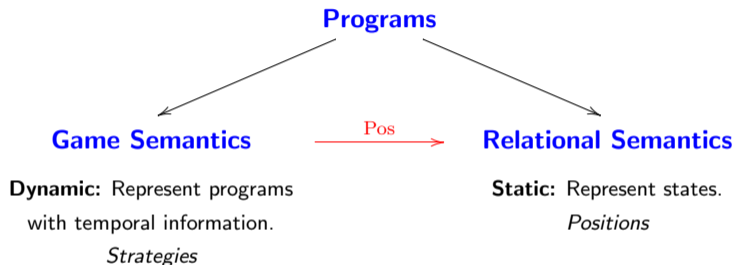 Programs
Pos
Game Semantics
Relational Semantics
Dynamic: Represent programs
with temporal information.
Strategies
Static: Represent states.
Positions